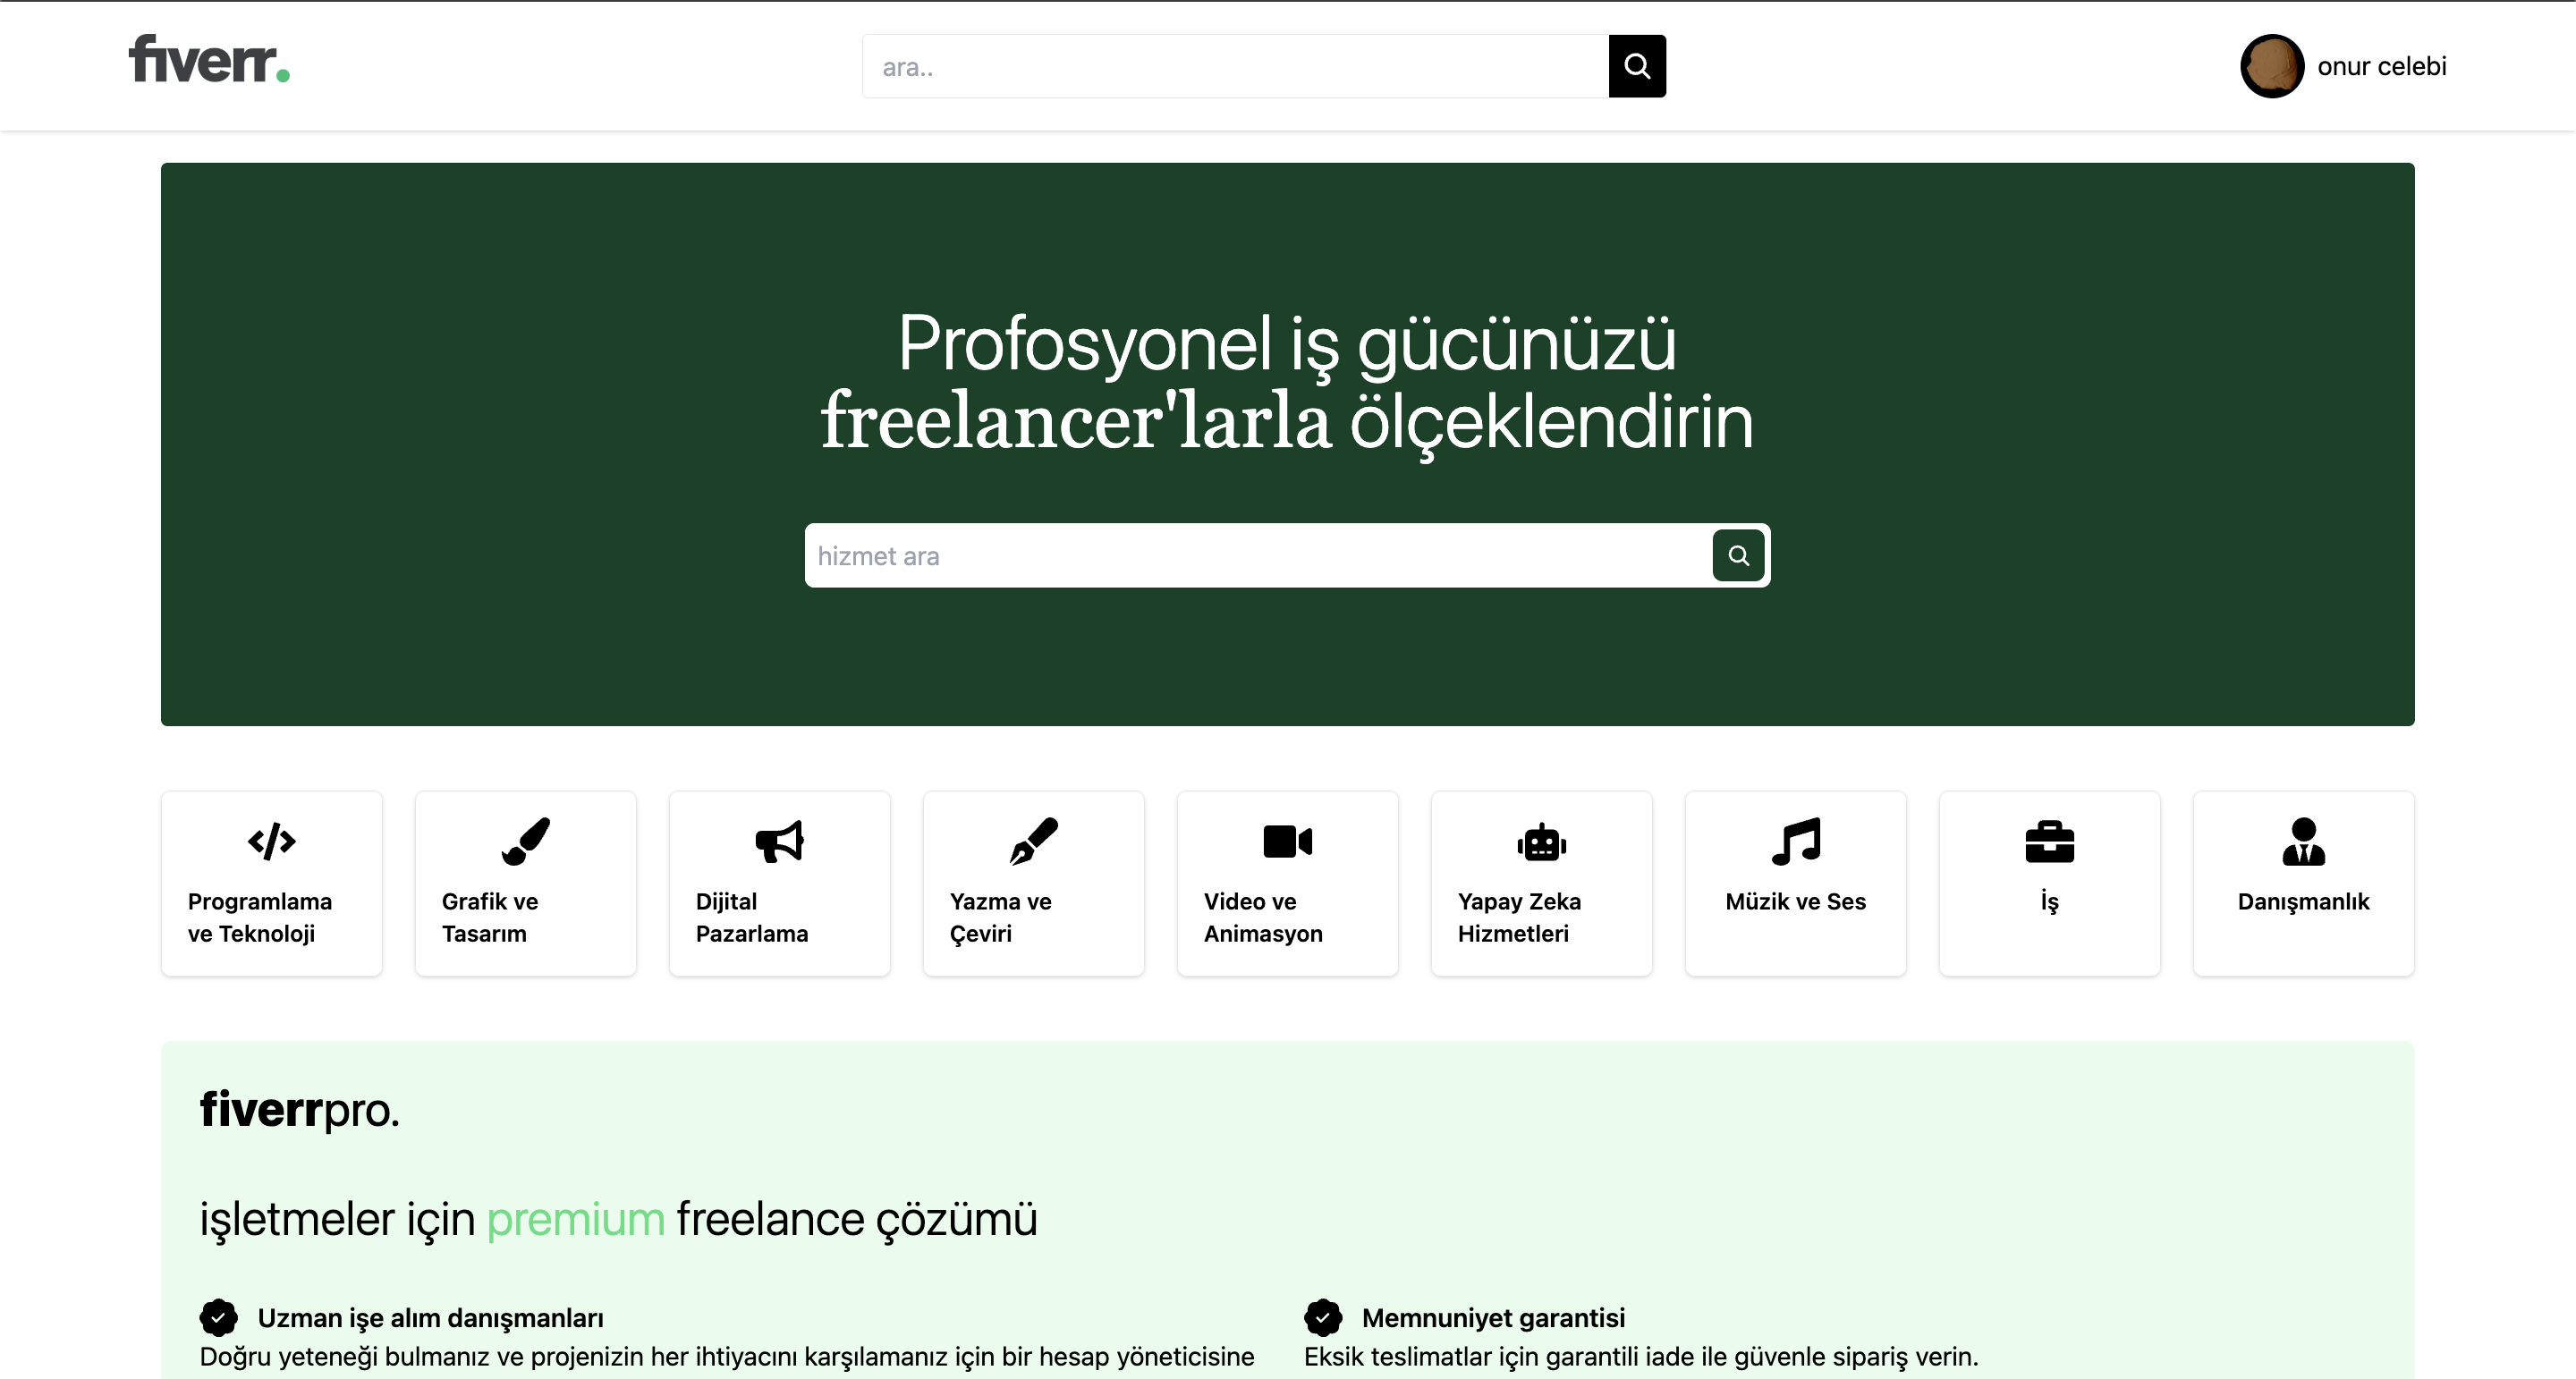 fiverr.
ara..
onur celebi
Profosyonel iş gücünüzü
freelancer'larla ölçeklendirin
hizmet ara
Programlama
ve Teknoloji
Grafik ve
Tasarım
Dijital
Pazarlama
Yazma ve
Çeviri
Video ve
Animasyon
Yapay Zeka
Hizmetleri
Müzik ve Ses
İş
Danışmanlık
fiverrpro.
işletmeler için premium freelance çözümü
Uzman işe alım danışmanları
Doğru yeteneği bulmanız ve projenizin her ihtiyacını karşılamanız için bir hesap yöneticisine
Memnuniyet garantisi
Eksik teslimatlar için garantili iade ile güvenle sipariş verin.